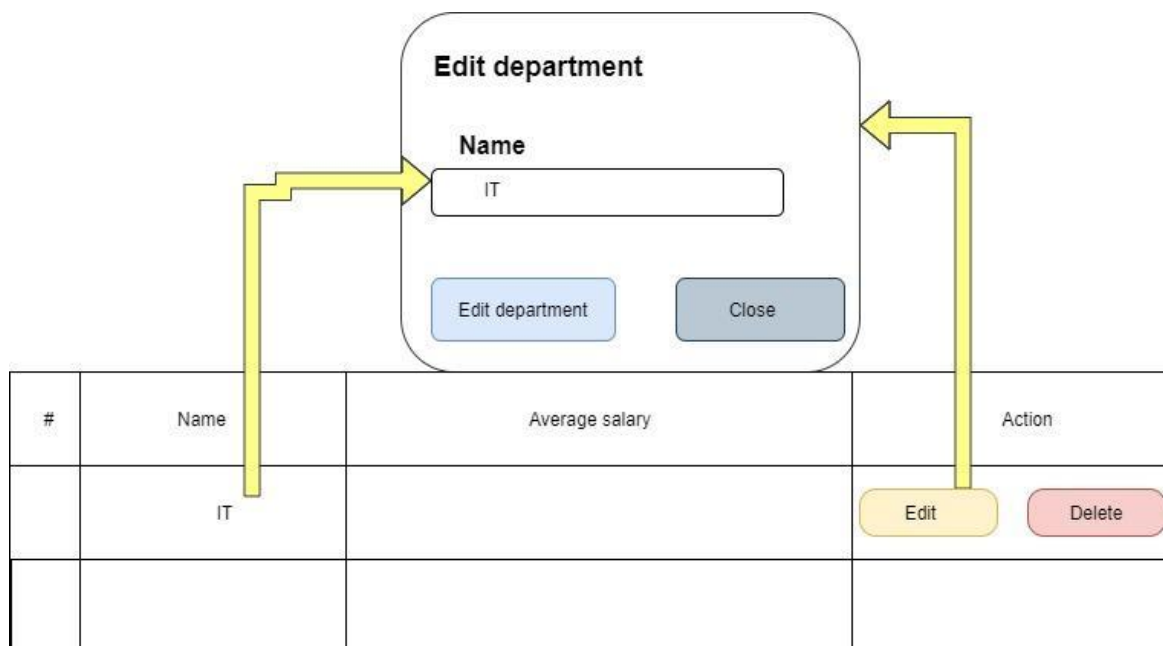 Edit department
Name
IT
Edit department Close
# Name Average salary Action
IT Edit Delete